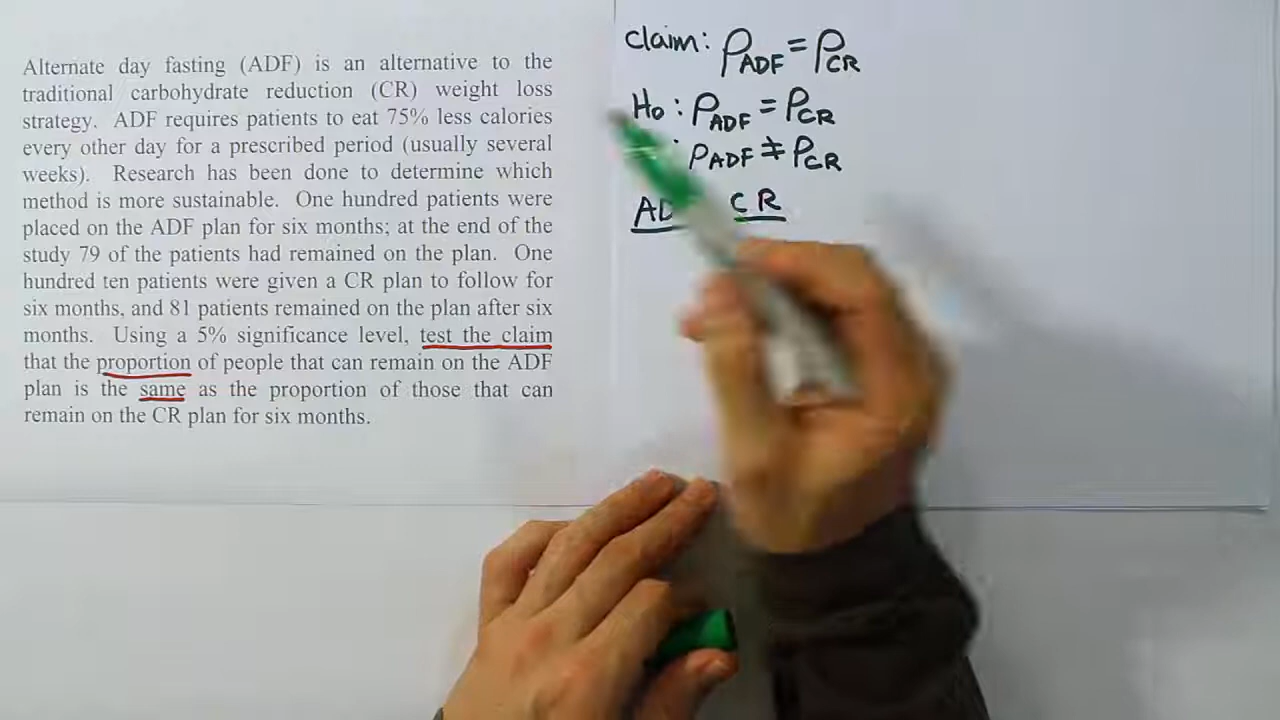 Alternate day fasting (ADF) is an alternative to the
traditional carbohydrate reduction (CR) weight loss
strategy. ADF requires patients to eat 75% less calories
every other day for a prescribed period (usually several
weeks). Research has been done to determine which
method is more sustainable. One hundred patients were
placed on the ADF plan for six months; at the end of the
study 79 of the patients had remained on the plan. One
hundred ten patients were given a CR plan to follow for
six months, and 81 patients remained on the plan after six
months. Using a 5% significance level, test the claim
that the proportion of people that can remain on the ADF
plan is the same as the proportion of those that can
remain on the CR plan for six months.
Claim: ρADF = ρCR
Ho: ρADF = ρCR
: ρADF ≠ ρCR
CR